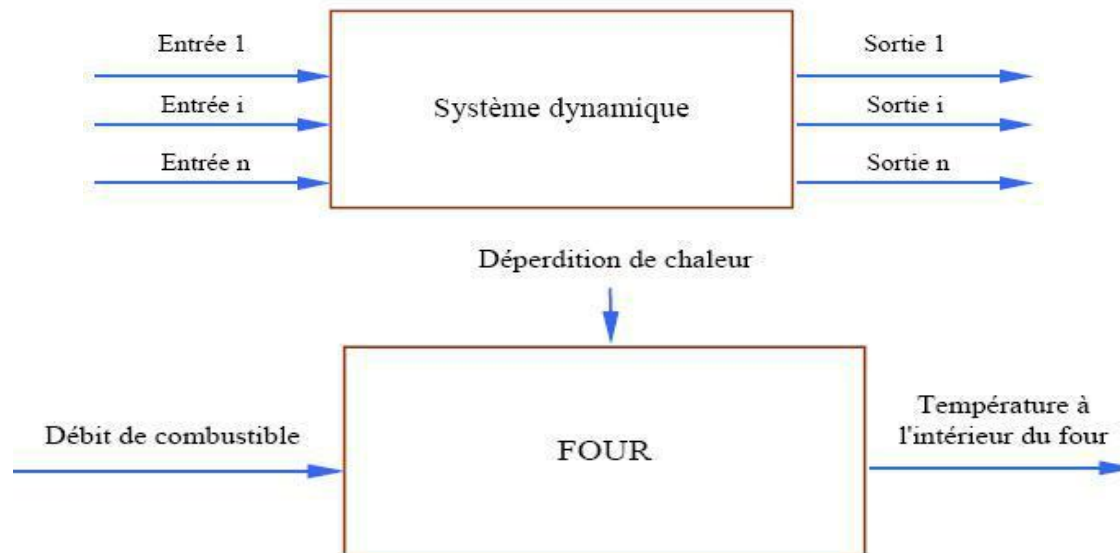 Entrée 1
Sortie 1
Entrée i
Système dynamique
Sortie i
Entrée n
Sortie n
Déperdition de chaleur
Débit de combustible
FOUR
Température à
l'intérieur du four